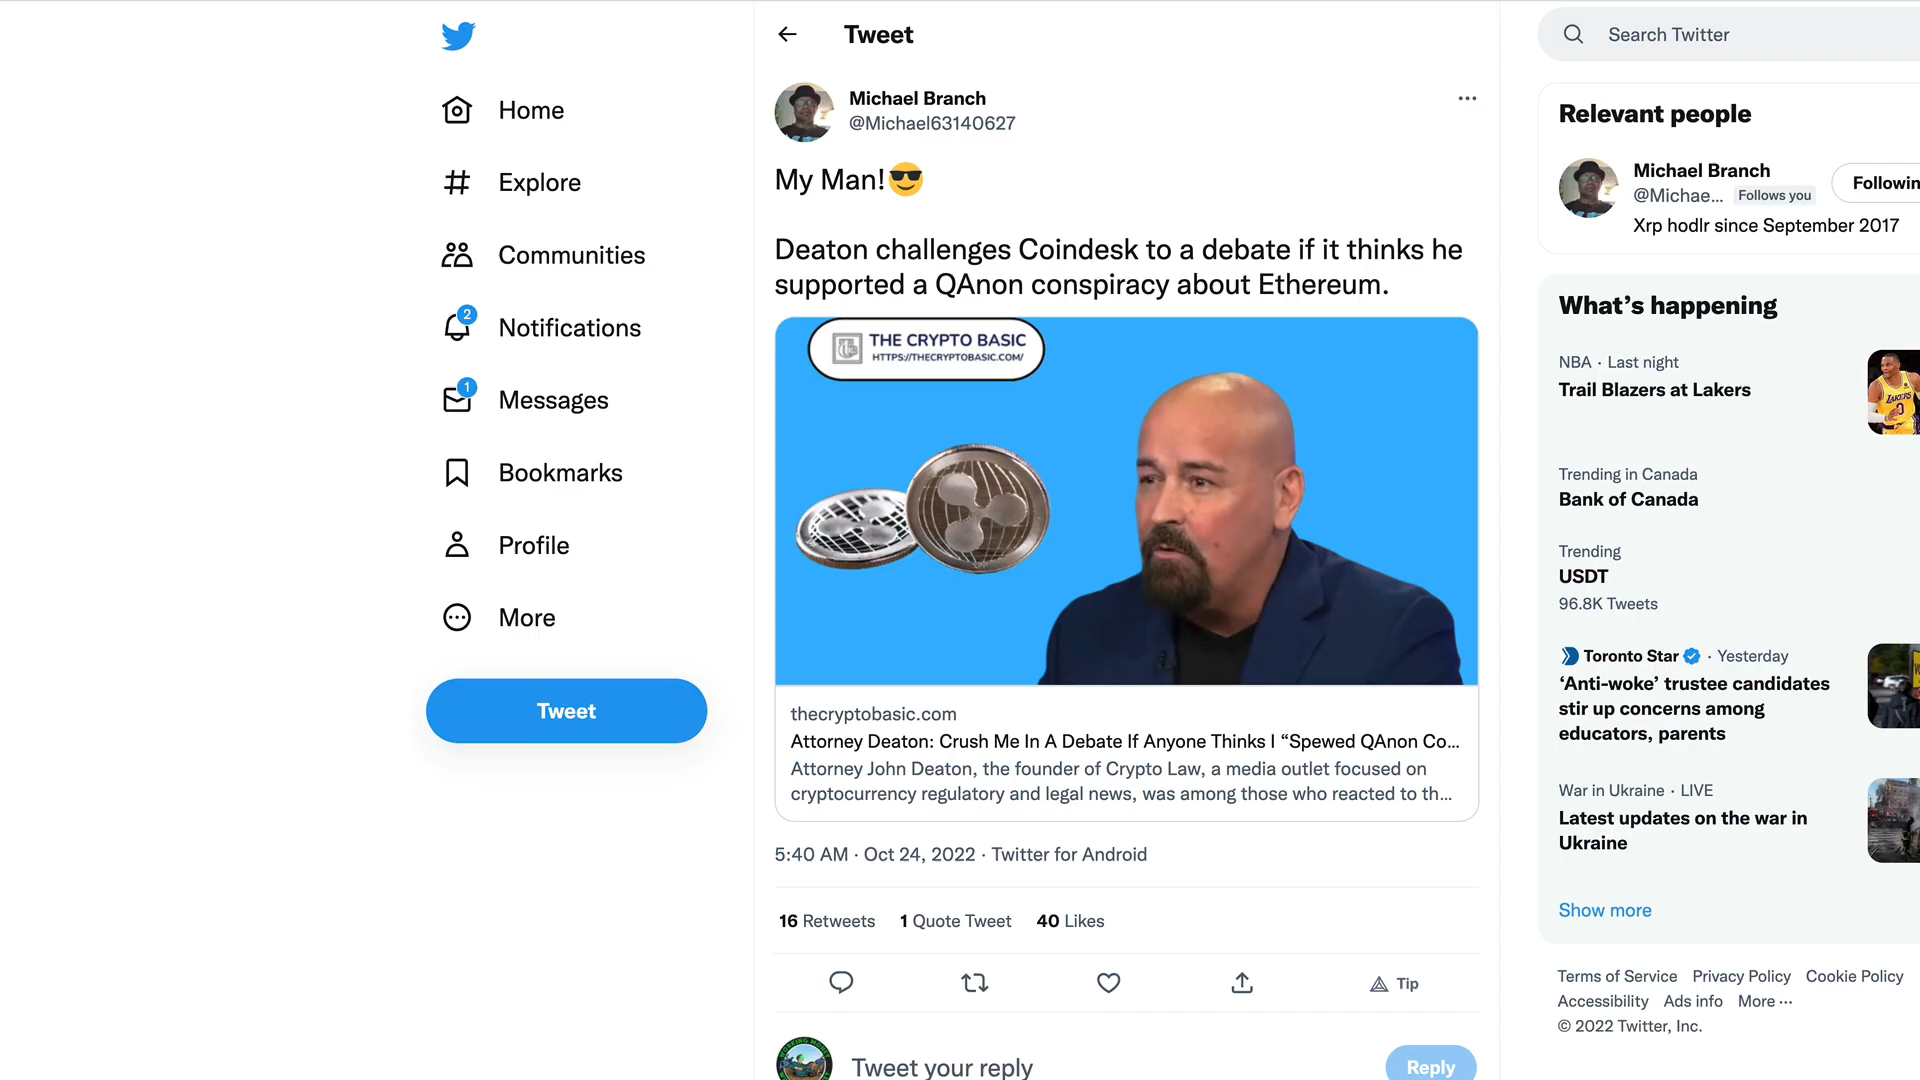 Home
Explore
Communities
2
Notifications
1
Messages
Bookmarks
Profile
More
Tweet
Tweet
Michael Branch
@Michael63140627
My Man!😎
Deaton challenges Coindesk to a debate if it thinks he
supported a QAnon conspiracy about Ethereum.
THE CRYPTO BASIC
HTTPS://THECRYPTOBASIC.COM/
thecryptobasic.com
Attorney Deaton: Crush Me In A Debate If Anyone Thinks I “Spewed QAnon Co...
Attorney John Deaton, the founder of Crypto Law, a media outlet focused on
cryptocurrency regulatory and legal news, was among those who reacted to th...
5:40 AM · Oct 24, 2022 · Twitter for Android
16 Retweets 1 Quote Tweet 40 Likes
Tip
Tweet your reply
Reply
Search Twitter
Relevant people
Michael Branch
@Michae... Follows you
Followin
Xrp hodlr since September 2017
What’s happening
NBA · Last night
Trail Blazers at Lakers
LAKERS
0
Trending in Canada
Bank of Canada
Trending
USDT
96.8K Tweets
Toronto Star · Yesterday
‘Anti-woke’ trustee candidates
stir up concerns among
educators, parents
War in Ukraine · LIVE
Latest updates on the war in
Ukraine
Show more
Terms of Service Privacy Policy Cookie Policy
Accessibility Ads info More ···
© 2022 Twitter, Inc.